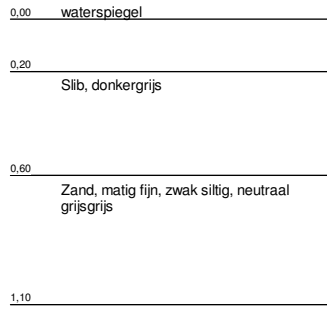 0,00 waterspiegel
0,20
Slib, donkergrijs
0,60
Zand, matig fijn, zwak siltig, neutraal
grijsgrijs
1,10